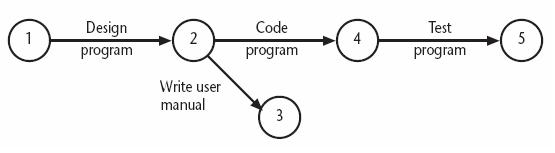 Design
program
Code
program
Test
program
1
2
4
5
Write user
manual
3